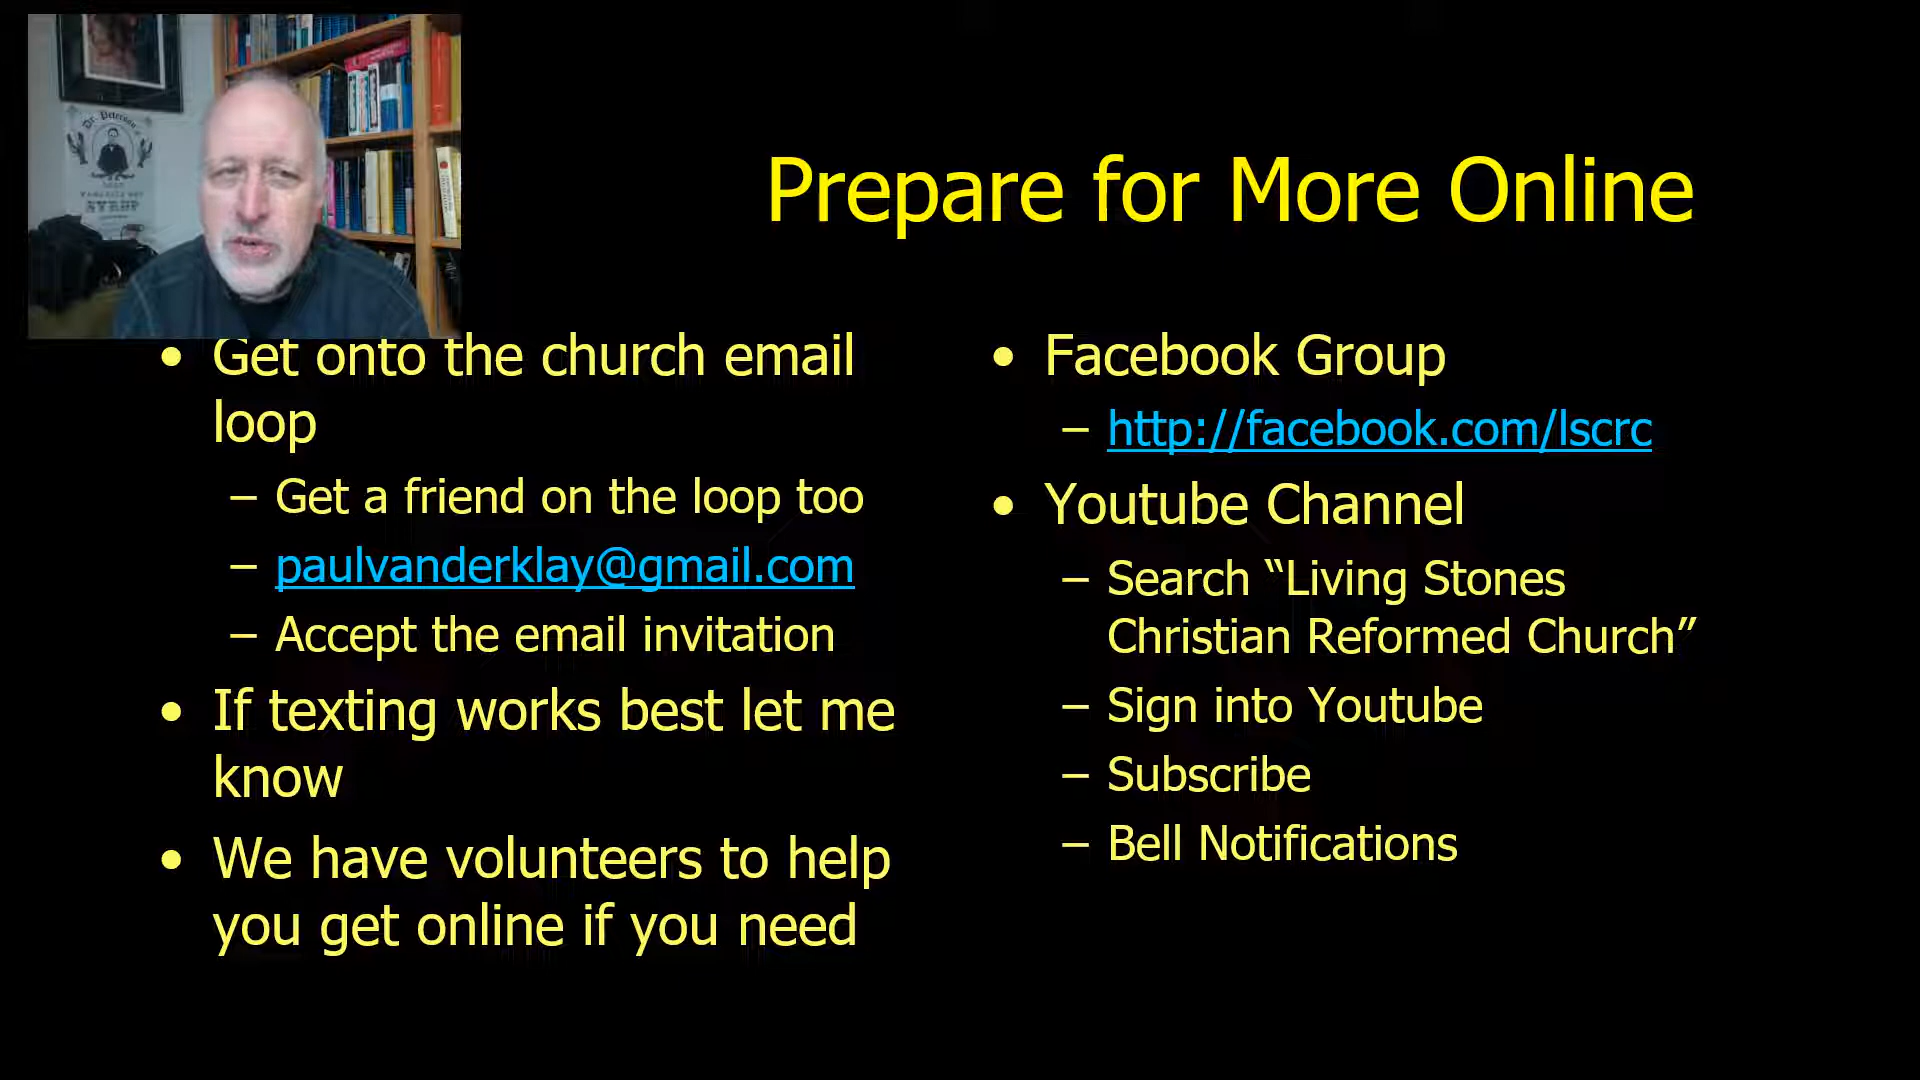 Dr. Peterson's
SYRUP
Prepare for More Online
• Get onto the church email
loop
– Get a friend on the loop too
– paulvanderklay@gmail.com
– Accept the email invitation
• If texting works best let me
know
• We have volunteers to help
you get online if you need
• Facebook Group
– http://facebook.com/lscrc
• Youtube Channel
– Search “Living Stones
Christian Reformed Church”
– Sign into Youtube
– Subscribe
– Bell Notifications